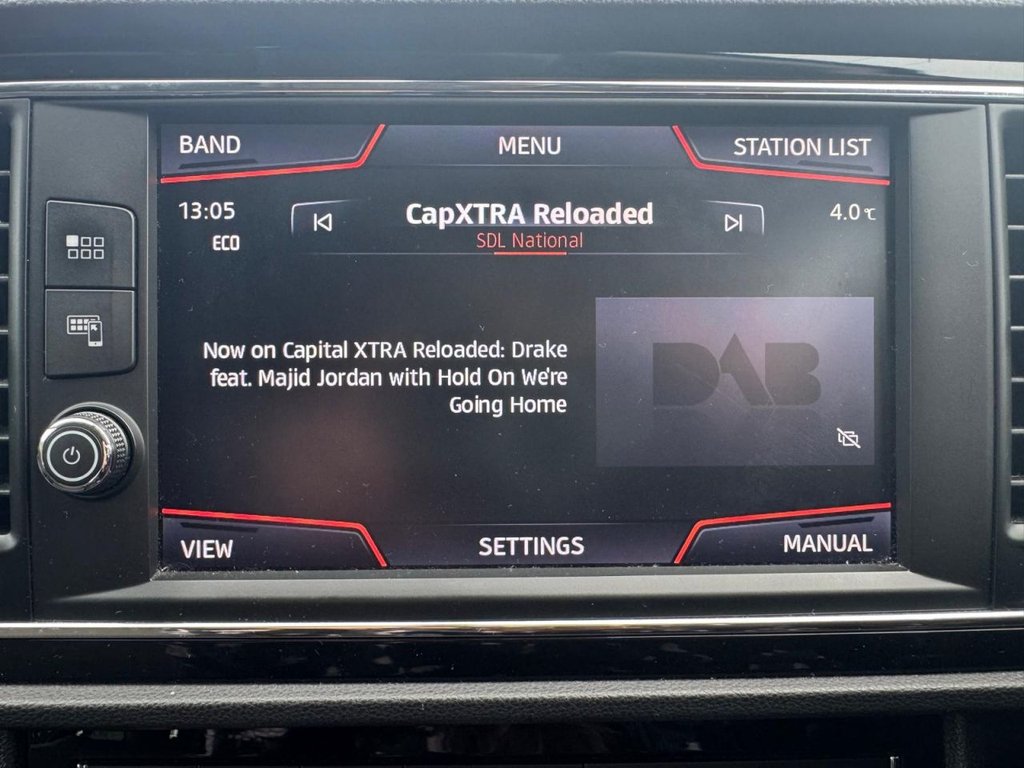 BAND MENU STATION LIST
13:05 CapXTRA Reloaded 4.0 °C
ECO SDL National
Now on Capital XTRA Reloaded: Drake
feat. Majid Jordan with Hold On We're
Going Home
DAB
VIEW SETTINGS MANUAL